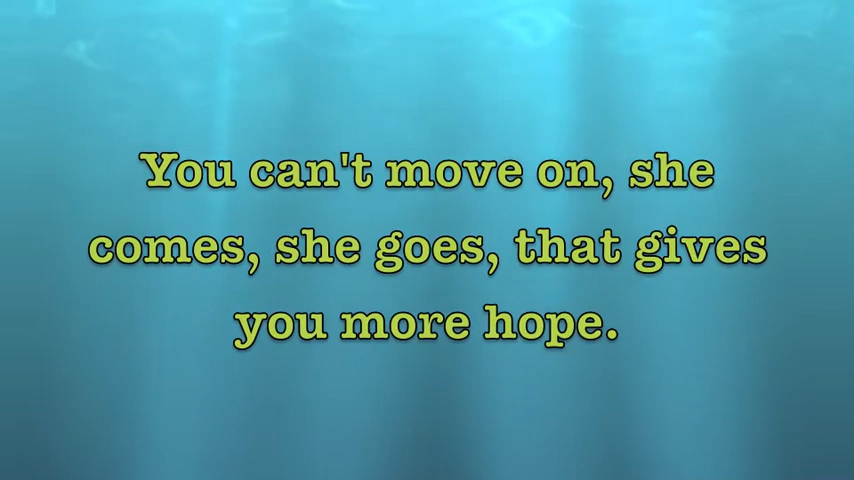 You can't move on, she
comes, she goes, that gives
you more hope.